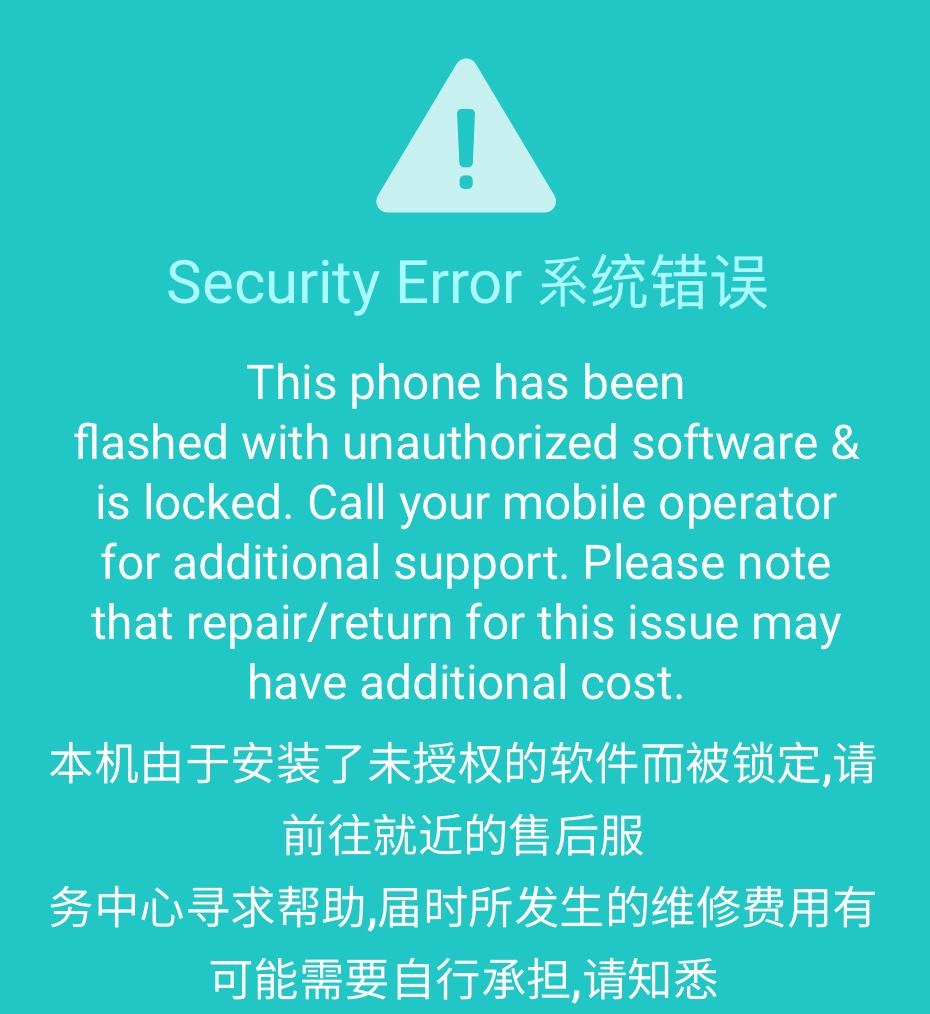 Security Error 系统错误
This phone has been
flashed with unauthorized software &
is locked. Call your mobile operator
for additional support. Please note
that repair/return for this issue may
have additional cost.
本机由于安装了未授权的软件而被锁定,请
前往就近的售后服
务中心寻求帮助,届时所发生的维修费用有
可能需要自行承担,请知悉